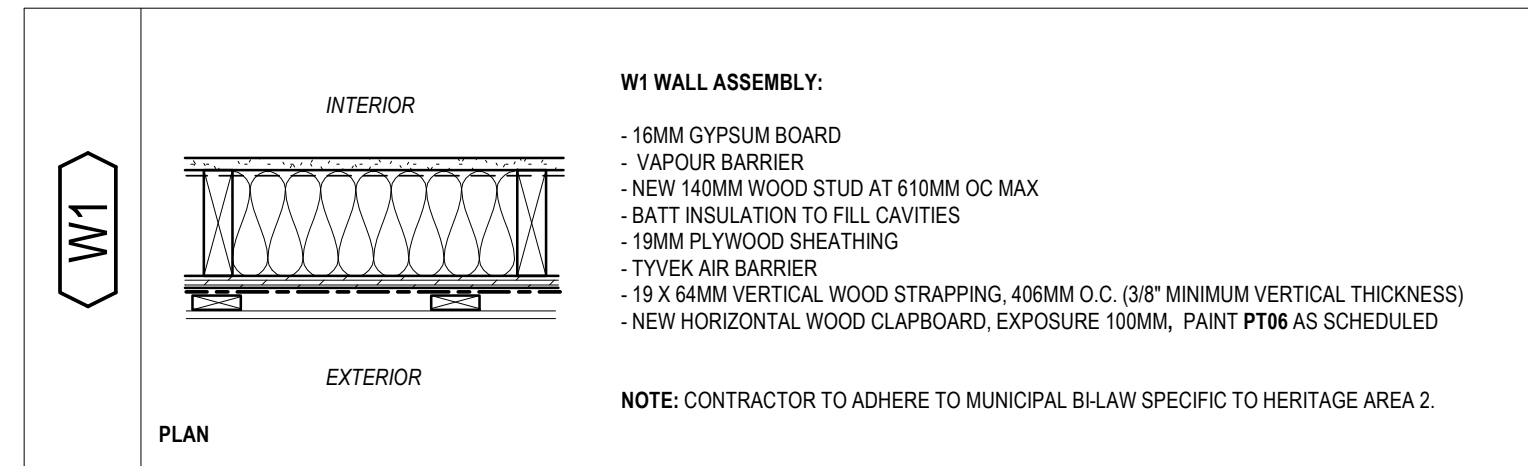 W1
INTERIOR
EXTERIOR
PLAN
W1 WALL ASSEMBLY:
- 16MM GYPSUM BOARD
- VAPOUR BARRIER
- NEW 140MM WOOD STUD AT 610MM OC MAX
- BATT INSULATION TO FILL CAVITIES
- 19MM PLYWOOD SHEATHING
- TYVEK AIR BARRIER
- 19 X 64MM VERTICAL WOOD STRAPPING, 406MM O.C. (3/8" MINIMUM VERTICAL THICKNESS)
- NEW HORIZONTAL WOOD CLAPBOARD, EXPOSURE 100MM, PAINT PT06 AS SCHEDULED
NOTE: CONTRACTOR TO ADHERE TO MUNICIPAL BI-LAW SPECIFIC TO HERITAGE AREA 2.